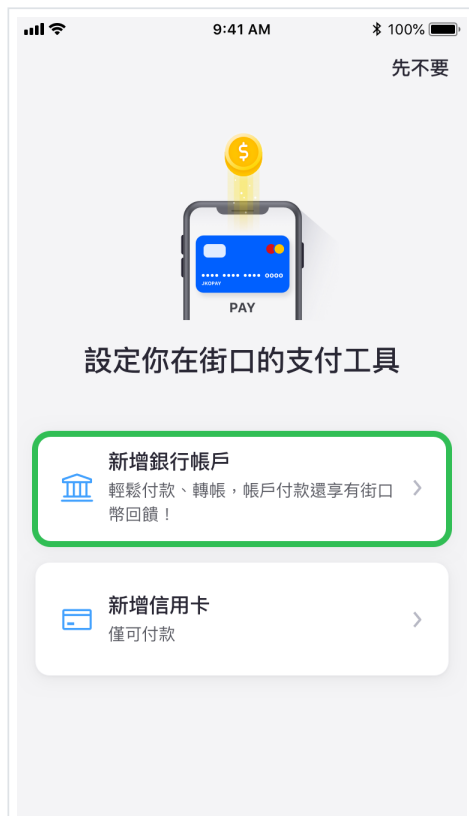 9:41 AM
100%
先不要
$
JKOPAY
PAY
設定你在街口的支付工具
新增銀行帳戶
輕鬆付款、轉帳，帳戶付款還享有街口
幣回饋！
新增信用卡
僅可付款